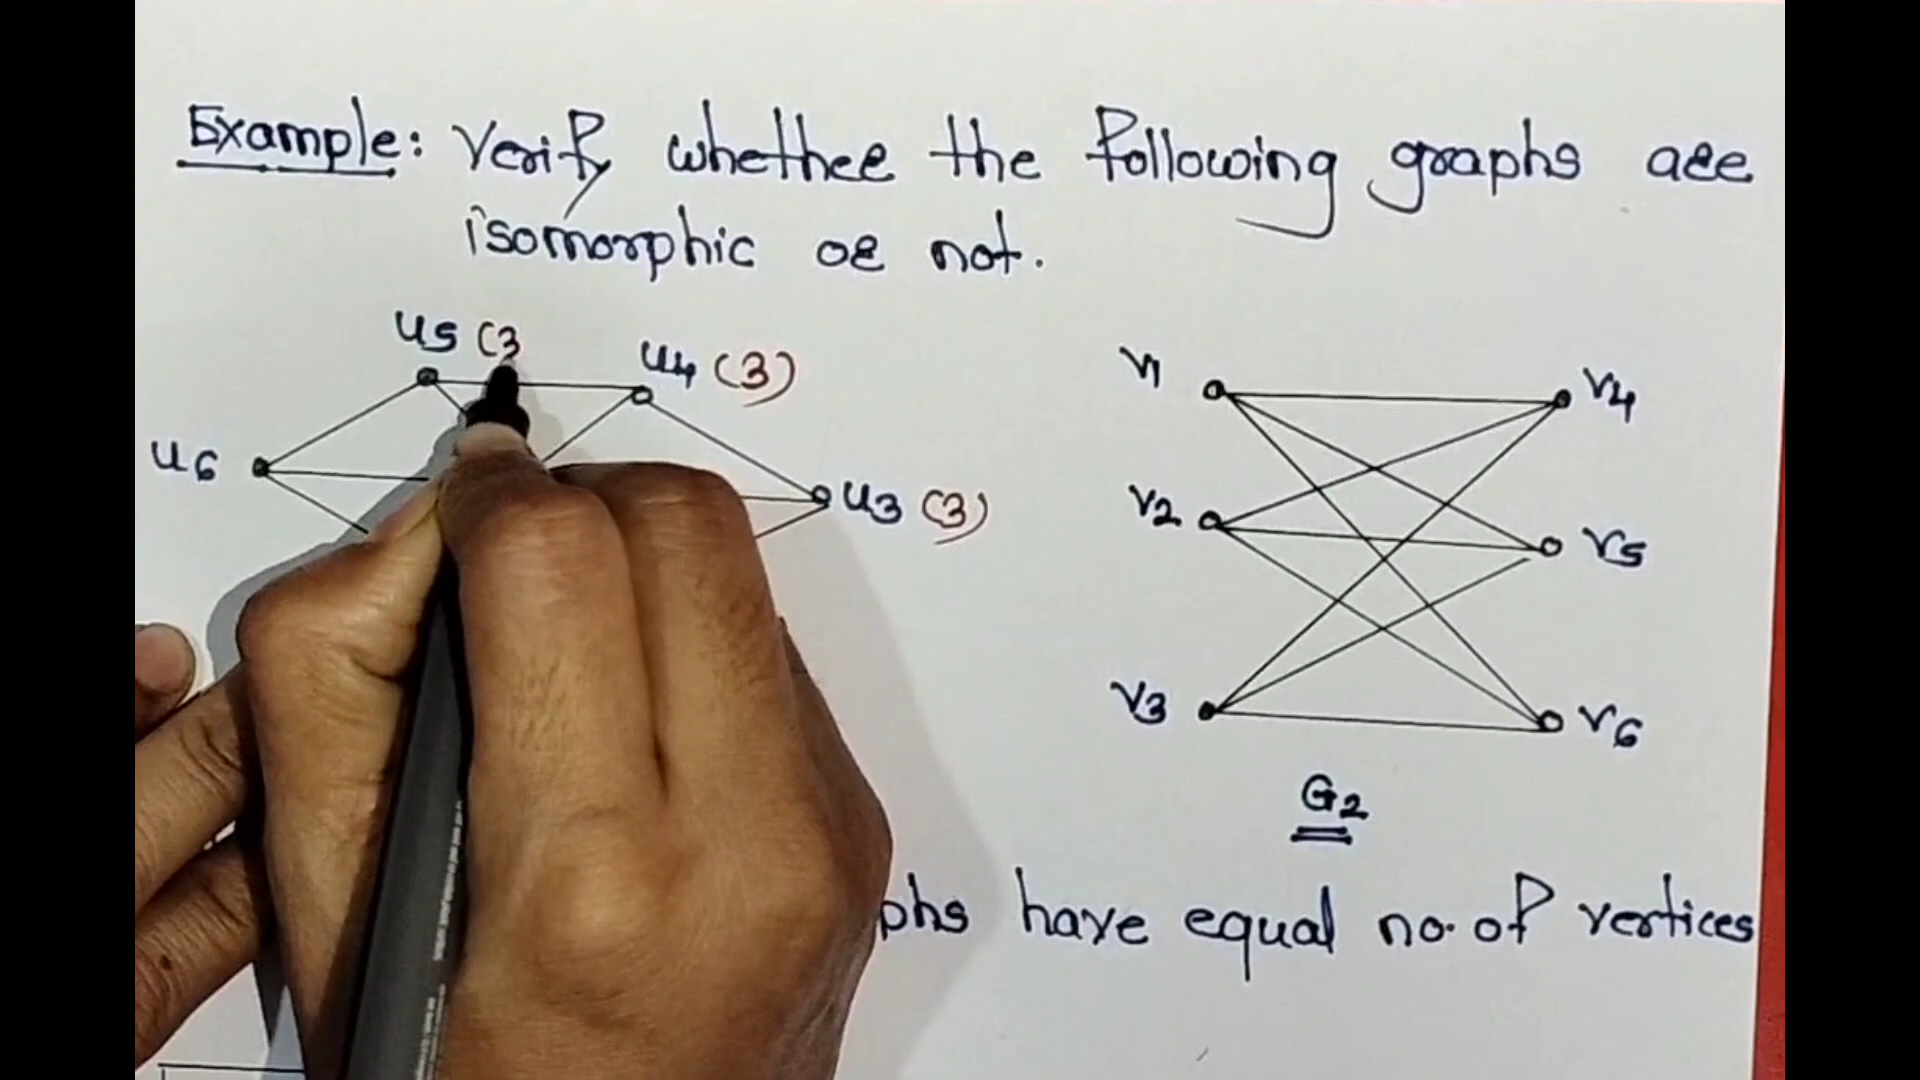 Example: Verify whether the following graphs are
isomorphic or not.
u5 (3
u4 (3)
u6
u3 (3)
v1
v4
v2
v5
v3
v6
G2
phs have equal no. of vertices